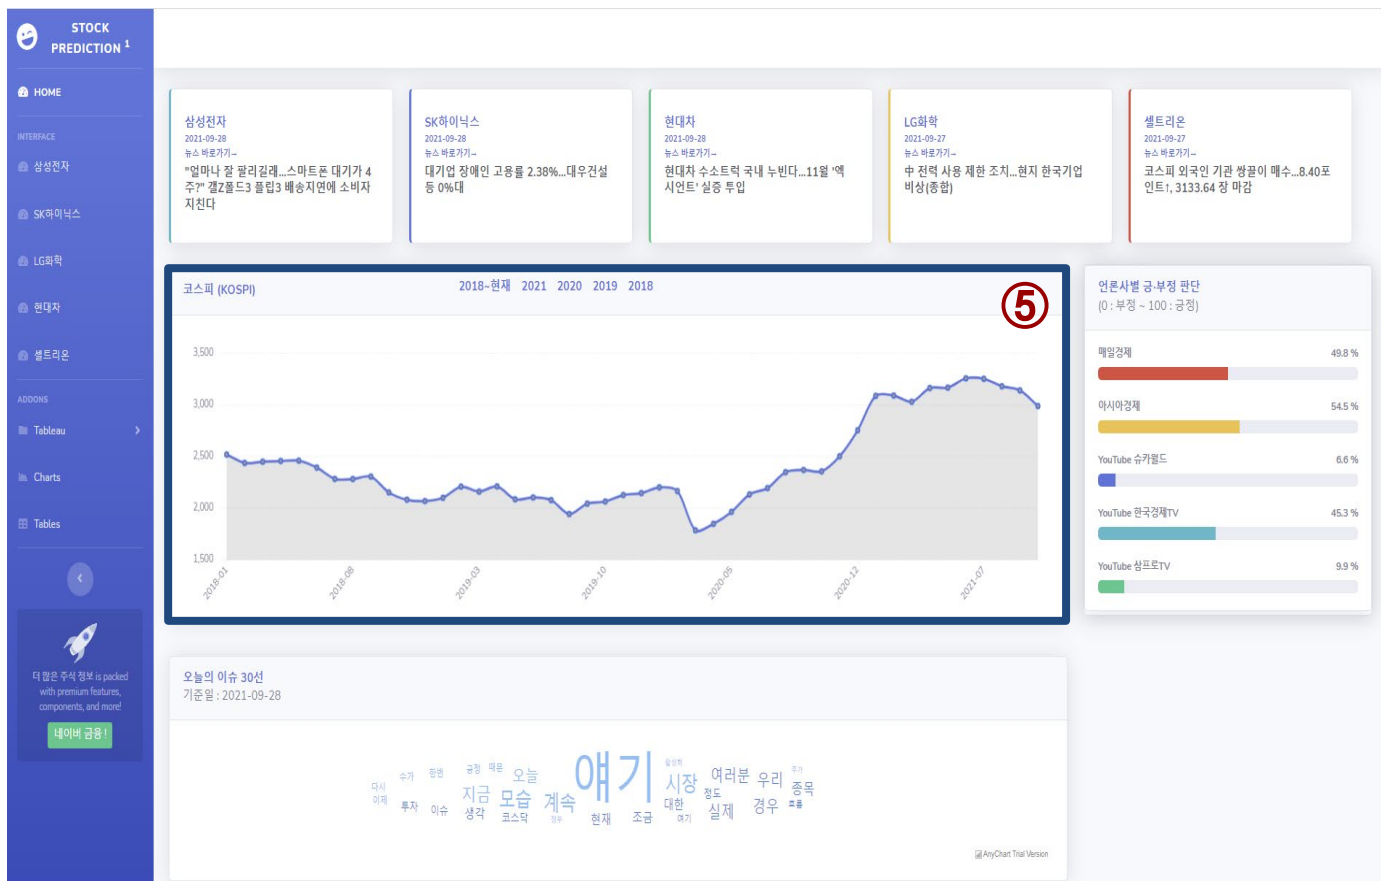 STOCK
PREDICTION 1
HOME
INTERFACE
삼성전자
SK하이닉스
LG화학
현대자
셀트리온
ADDONS
Tableau
Charts
Tables
더 많은 주식 정보 is packed
with premium features,
components, and more!
네이버 금융 !
삼성전자
2021-09-28
뉴스 바로가기→
"얼마나 잘 팔리길래...스마트폰 대기가 4
주?" 갤Z폴드3 플립3 배송지연에 소비자
지친다
SK하이닉스
2021-09-28
뉴스 바로가기→
대기업 장애인 고용률 2.38%...대우건설
등 0%대
현대차
2021-09-28
뉴스 바로가기→
현대차 수소트럭 국내 누빈다...11월 '엑
시언트' 실증 투입
LG화학
2021-09-27
뉴스 바로가기→
中 전력 사용 제한 조치...현지 한국기업
비상(종합)
셀트리온
2021-09-27
뉴스 바로가기→
코스피 외국인 기관 쌍끌이 매수...8.40포
인트↑, 3133.64 장 마감
코스피 (KOSPI)
2018~현재 2021 2020 2019 2018
⑤
3,500
3,000
2,500
2,000
1,500
2018-01
2018-08
2019-03
2019-10
2020-05
2020-12
2021-07
언론사별 긍·부정 판단
(0 : 부정 ~ 100 : 긍정)
매일경제 49.8 %
아시아경제 54.5 %
YouTube 슈카월드 6.6 %
YouTube 한국경제TV 45.3 %
YouTube 삼프로TV 9.9 %
오늘의 이슈 30선
기준일 : 2021-09-28
다시 수가 한번 긍정 때문 오늘 얘기 시장 여러분 우리
이제 투자 이슈 지금 모습 계속 대한 정도 종목
생각 코스닥 현재 조금 여기 실제 경우 흐름
AnyChart Trial Version